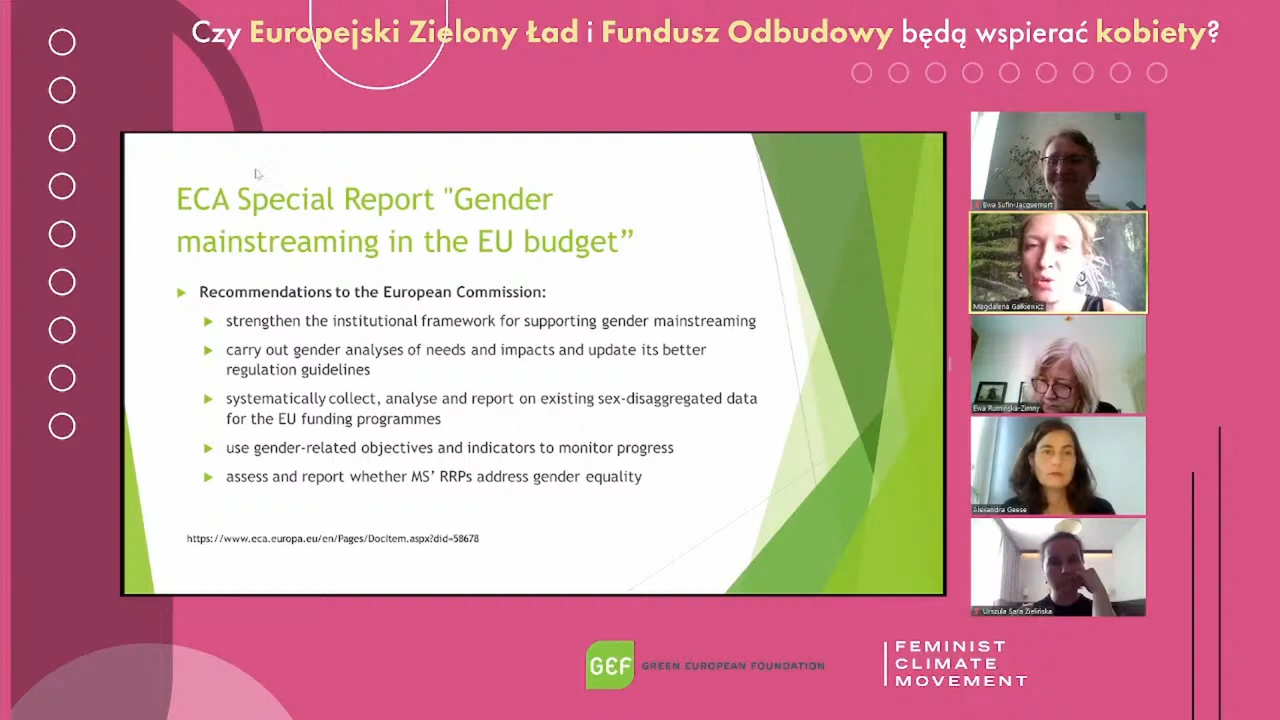 Czy Europejski Zielony Ład i Fundusz Odbudowy będą wspierać kobiety?
ECA Special Report "Gender
mainstreaming in the EU budget”
Recommendations to the European Commission:
strengthen the institutional framework for supporting gender mainstreaming
carry out gender analyses of needs and impacts and update its better
regulation guidelines
systematically collect, analyse and report on existing sex-disaggregated data
for the EU funding programmes
use gender-related objectives and indicators to monitor progress
assess and report whether MS’ RRPs address gender equality
https://www.eca.europa.eu/en/Pages/DocItem.aspx?did=58678
Ewa Sufin-Jacquemart
Magdalena Gałkiewicz
Ewa Rumińska-Zimny
Alexandra Geese
Urszula Sara Zielińska
GEF GREEN EUROPEAN FOUNDATION
FEMINIST
CLIMATE
MOVEMENT